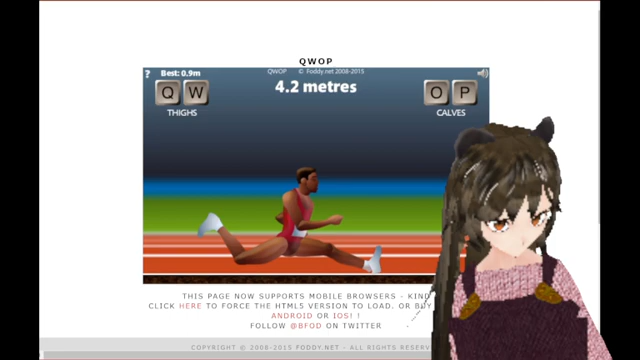 QWOP
? Best: 0.9m QWOP © Foddy.net 2008-2015
Q W 4.2 metres O P
THIGHS CALVES
THIS PAGE NOW SUPPORTS MOBILE BROWSERS - KIND
CLICK HERE TO FORCE THE HTML5 VERSION TO LOAD. OR BUY
ANDROID OR IOS! !
FOLLOW @BFOD ON TWITTER
COPYRIGHT © 2008-2015 FODDY.NET - ALL RIGHTS